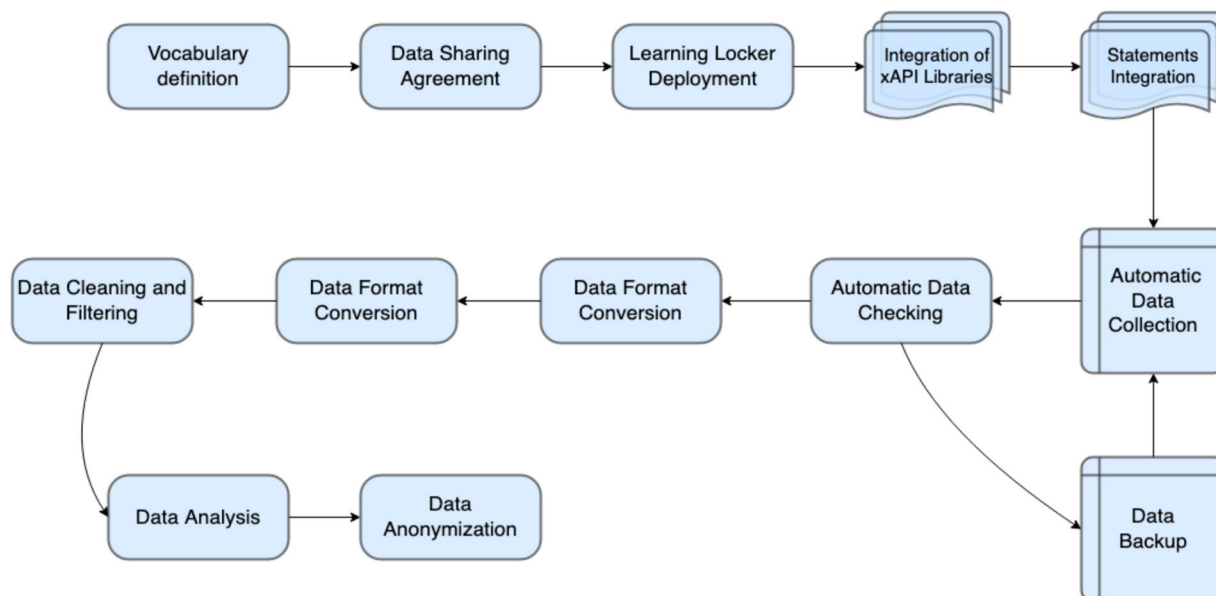 Vocabulary
definition
Data Sharing
Agreement
Learning Locker
Deployment
Integration of
xAPI Libraries
Statements
Integration
Automatic
Data
Collection
Automatic Data
Checking
Data Format
Conversion
Data Format
Conversion
Data Cleaning and
Filtering
Data Analysis
Data
Anonymization
Data
Backup